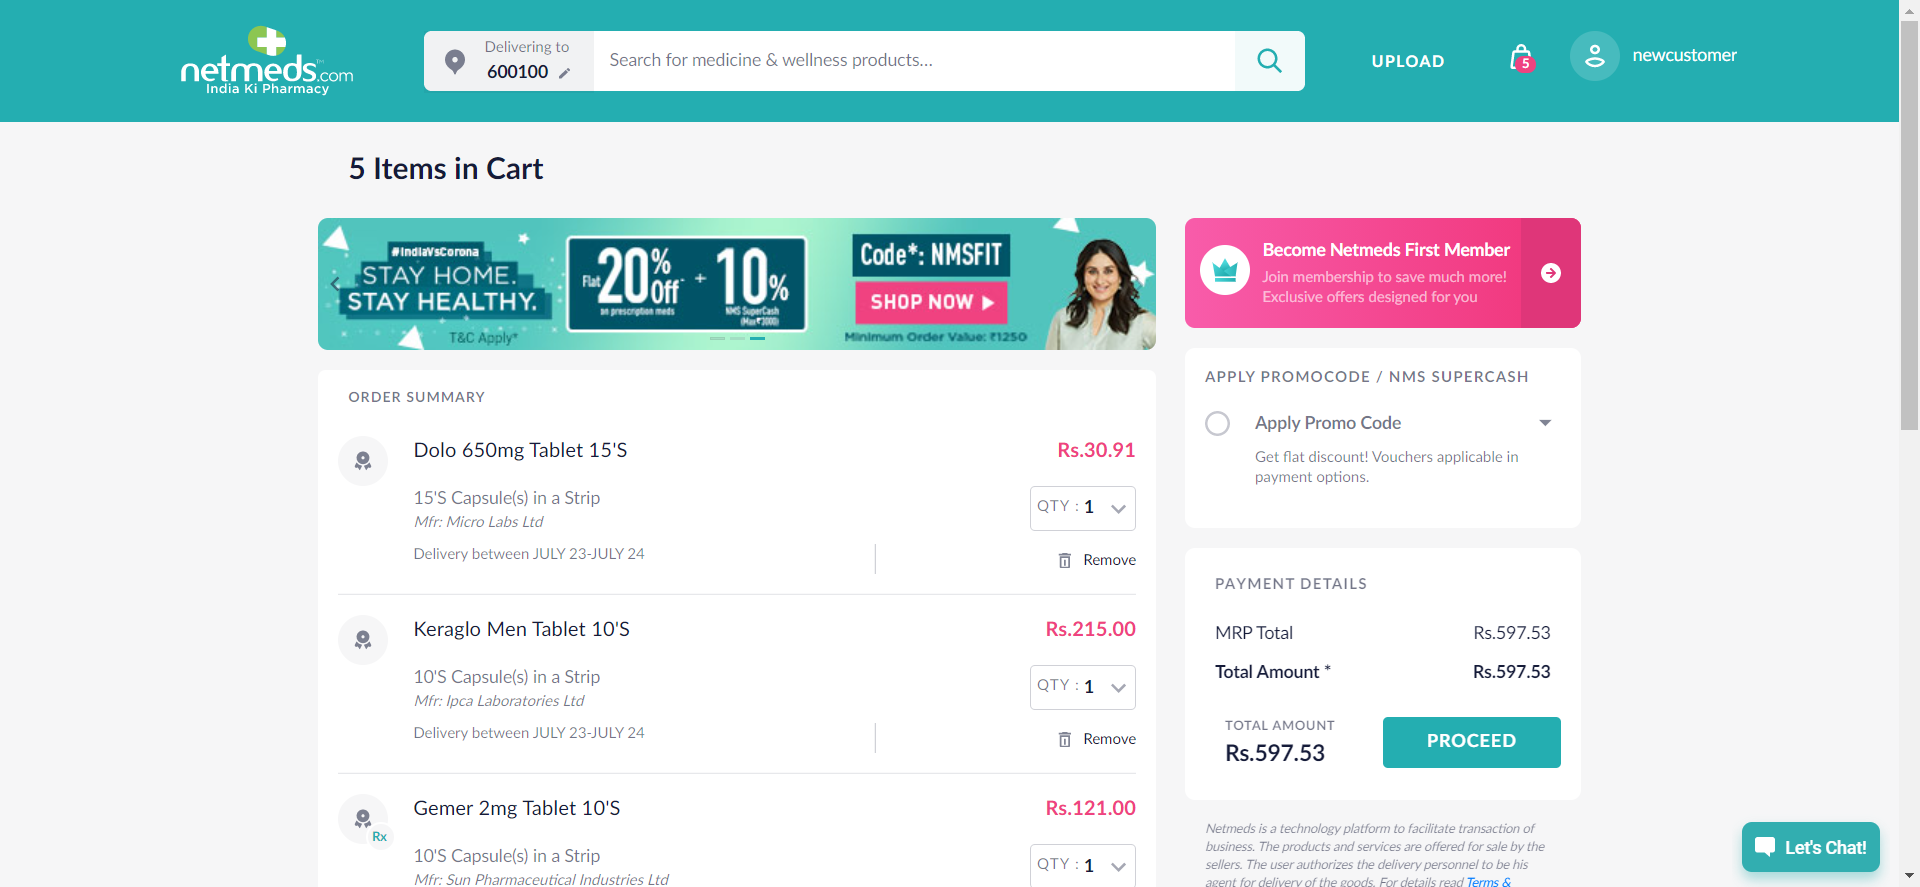 netmeds.com
India Ki Pharmacy
Delivering to
600100
Search for medicine & wellness products...
UPLOAD
5
newcustomer
5 Items in Cart
#IndiaVsCorona
STAY HOME.
STAY HEALTHY.
T&C Apply*
Flat 20% Off + 10%
on prescription meds
NMS SuperCash
(Max ₹3000)
Code*: NMSFIT
SHOP NOW
Minimum Order Value: ₹1250
Become Netmeds First Member
Join membership to save much more!
Exclusive offers designed for you
ORDER SUMMARY
Dolo 650mg Tablet 15'S
Rs.30.91
15'S Capsule(s) in a Strip
QTY : 1
Mfr: Micro Labs Ltd
Delivery between JULY 23-JULY 24
Remove
Keraglo Men Tablet 10'S
Rs.215.00
10'S Capsule(s) in a Strip
QTY : 1
Mfr: Ipca Laboratories Ltd
Delivery between JULY 23-JULY 24
Remove
Gemer 2mg Tablet 10'S
Rs.121.00
Rx
10'S Capsule(s) in a Strip
QTY : 1
Mfr: Sun Pharmaceutical Industries Ltd
APPLY PROMOCODE / NMS SUPERCASH
Apply Promo Code
Get flat discount! Vouchers applicable in
payment options.
PAYMENT DETAILS
MRP Total Rs.597.53
Total Amount * Rs.597.53
TOTAL AMOUNT
Rs.597.53
PROCEED
Netmeds is a technology platform to facilitate transaction of
business. The products and services are offered for sale by the
sellers. The user authorizes the delivery personnel to be his
agent for delivery of the goods. For details read Terms &
Let's Chat!